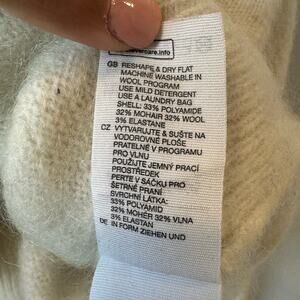 care.info
GB RESHAPE & DRY FLAT
MACHINE WASHABLE IN
WOOL PROGRAM
USE MILD DETERGENT
USE A LAUNDRY BAG
SHELL: 33% POLYAMIDE
32% MOHAIR 32% WOOL
3% ELASTANE
CZ VYTVARUJTE & SUŠTE NA
VODOROVNÉ PLOŠE
PRATELNÉ V PROGRAMU
PRO VLNU
POUŽIJTE JEMNÝ PRACÍ
PROSTŘEDEK
PERTE V SÁČKU PRO
ŠETRNÉ PRANÍ
SVRCHNÍ LÁTKA:
33% POLYAMID
32% MOHÉR 32% VLNA
3% ELASTAN
DE IN FORM ZIEHEN UND